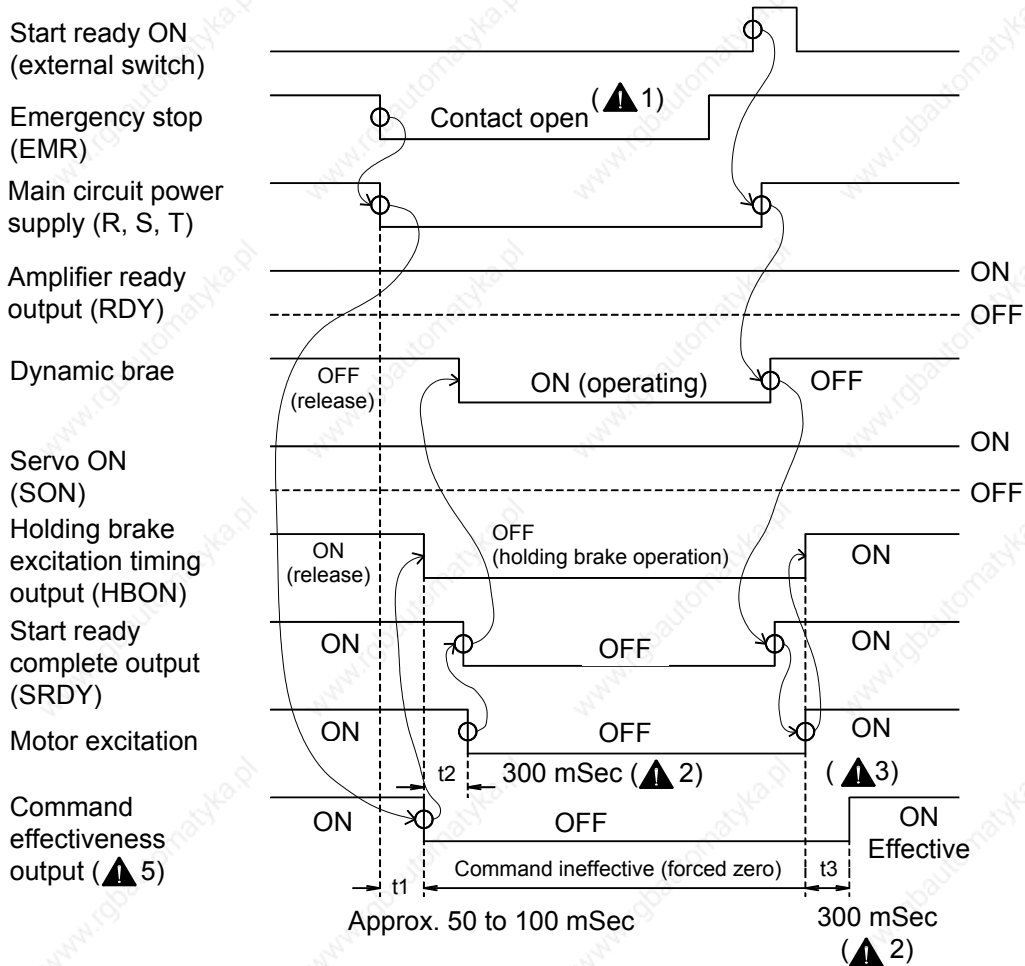 Start ready ON
(external switch)
Emergency stop
(EMR)
Contact open
(⚠ 1)
Main circuit power
supply (R, S, T)
Amplifier ready
output (RDY)
ON
OFF
Dynamic brae
OFF
(release)
ON (operating)
OFF
Servo ON
(SON)
ON
OFF
Holding brake
excitation timing
output (HBON)
ON
(release)
OFF
(holding brake operation)
ON
Start ready
complete output
(SRDY)
ON
OFF
ON
Motor excitation
ON
OFF
ON
t2
300 mSec (⚠ 2)
(⚠3)
Command
effectiveness
output (⚠ 5)
ON
OFF
ON
Effective
t1
Command ineffective (forced zero)
t3
Approx. 50 to 100 mSec
300 mSec
(⚠ 2)
www.rgbautomatyka.pl